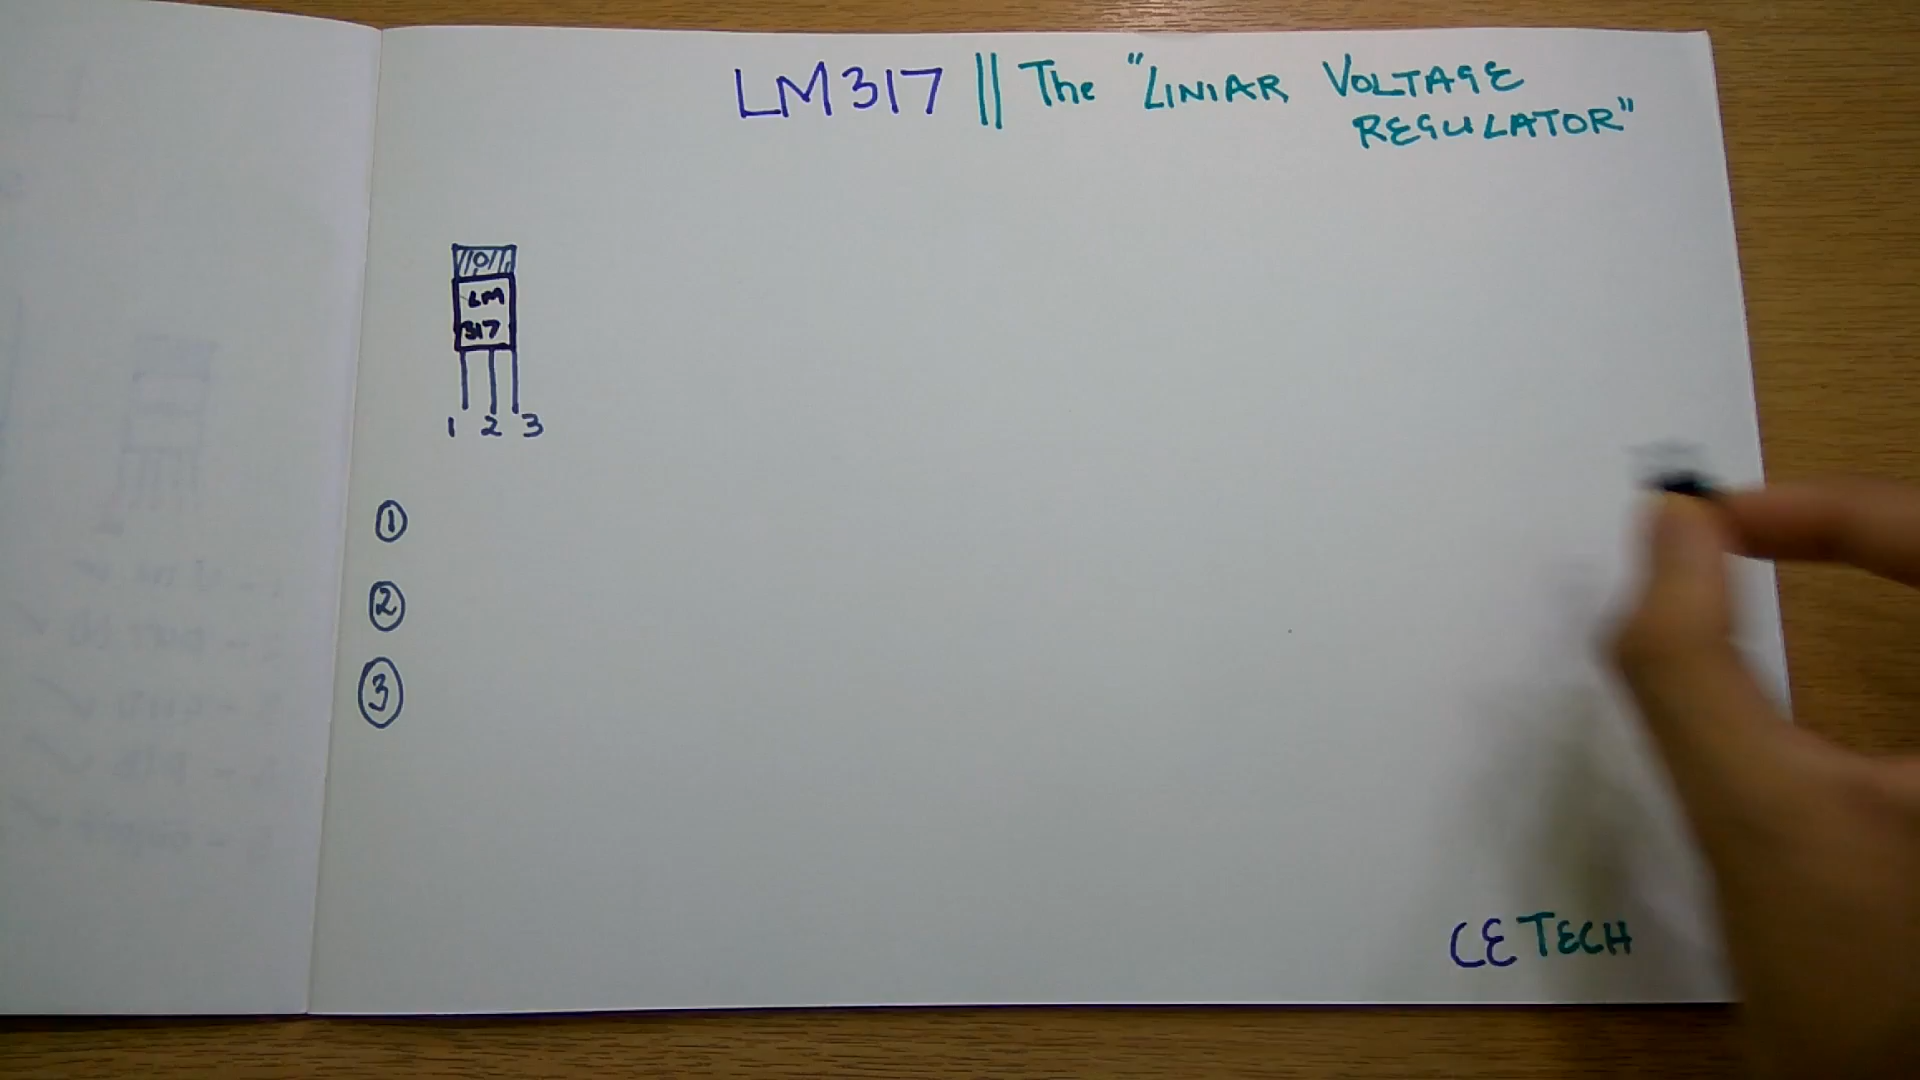 LM317 || The "LINIAR VOLTAGE
REGULATOR"
LM
317
1 2 3
1
2
3
CE TECH